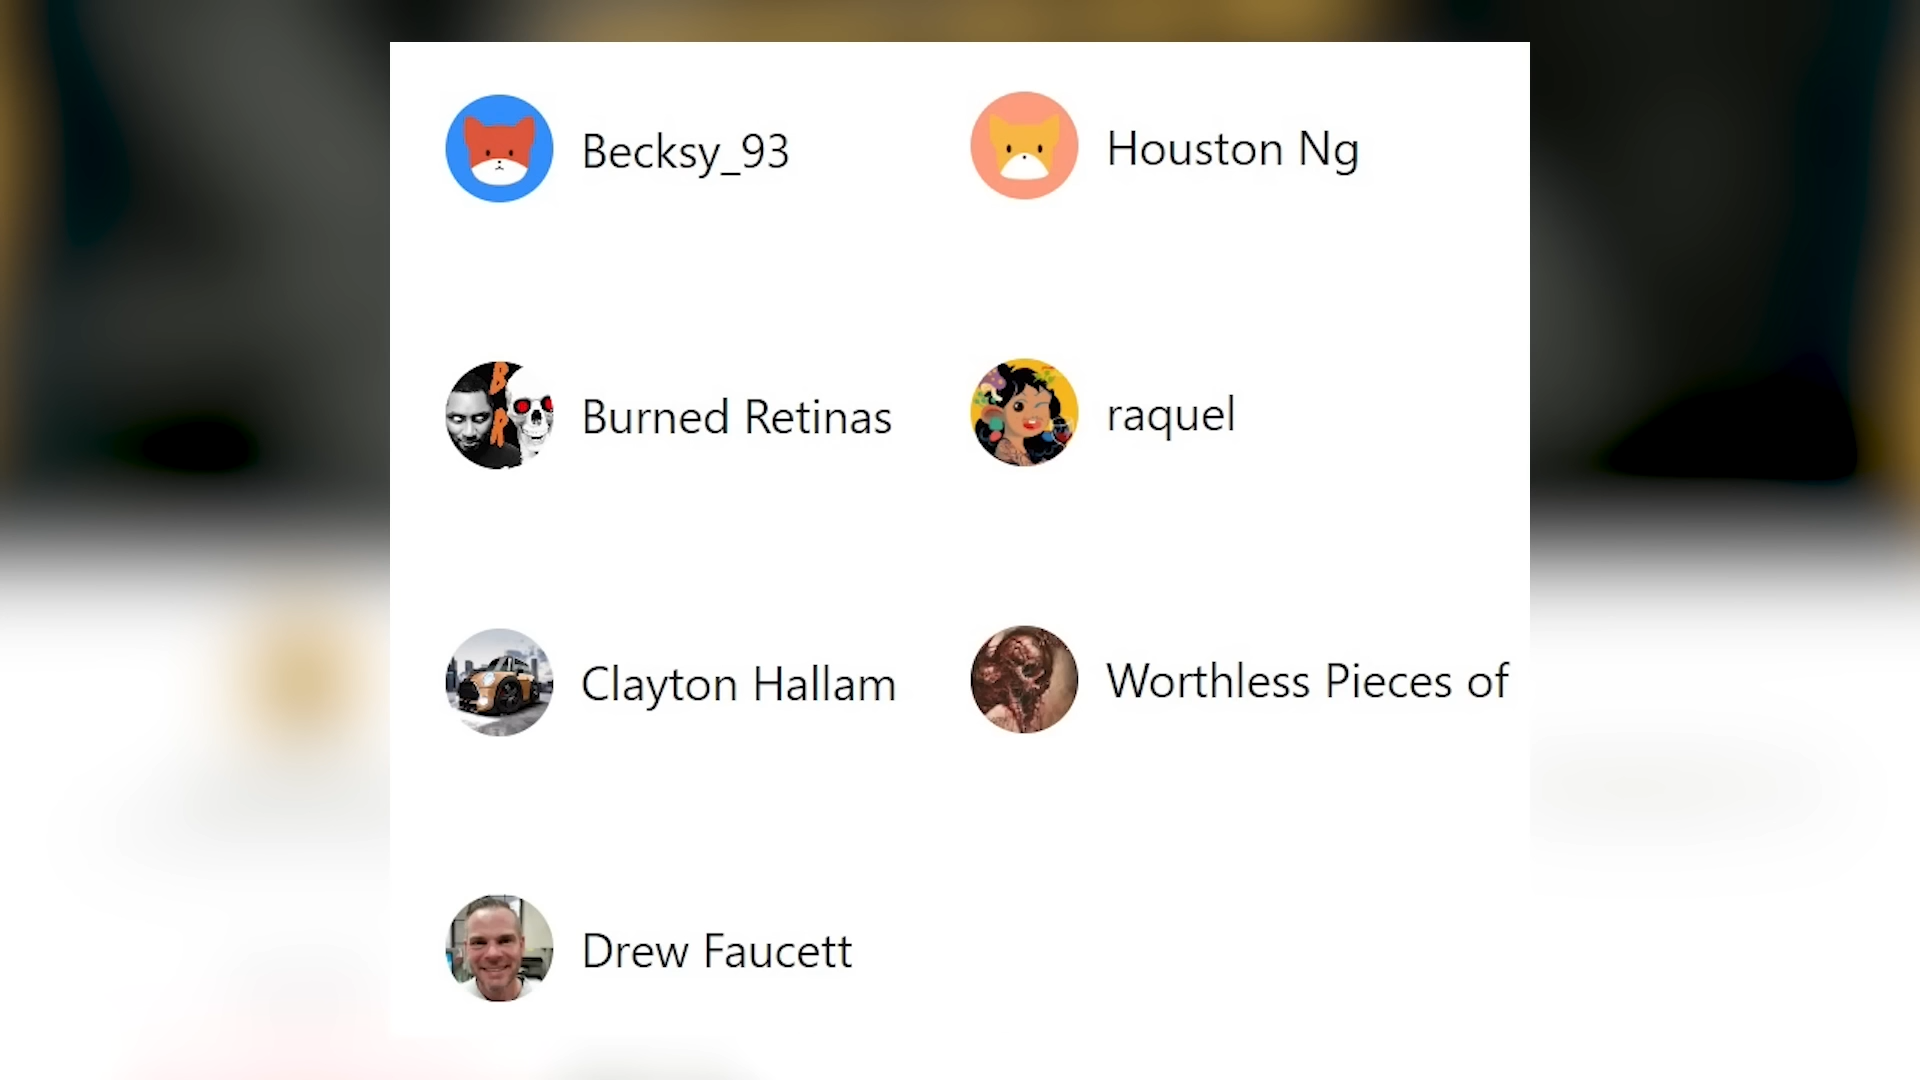 Becksy_93
Houston Ng
B
R
Burned Retinas
raquel
Clayton Hallam
Worthless Pieces of
Drew Faucett